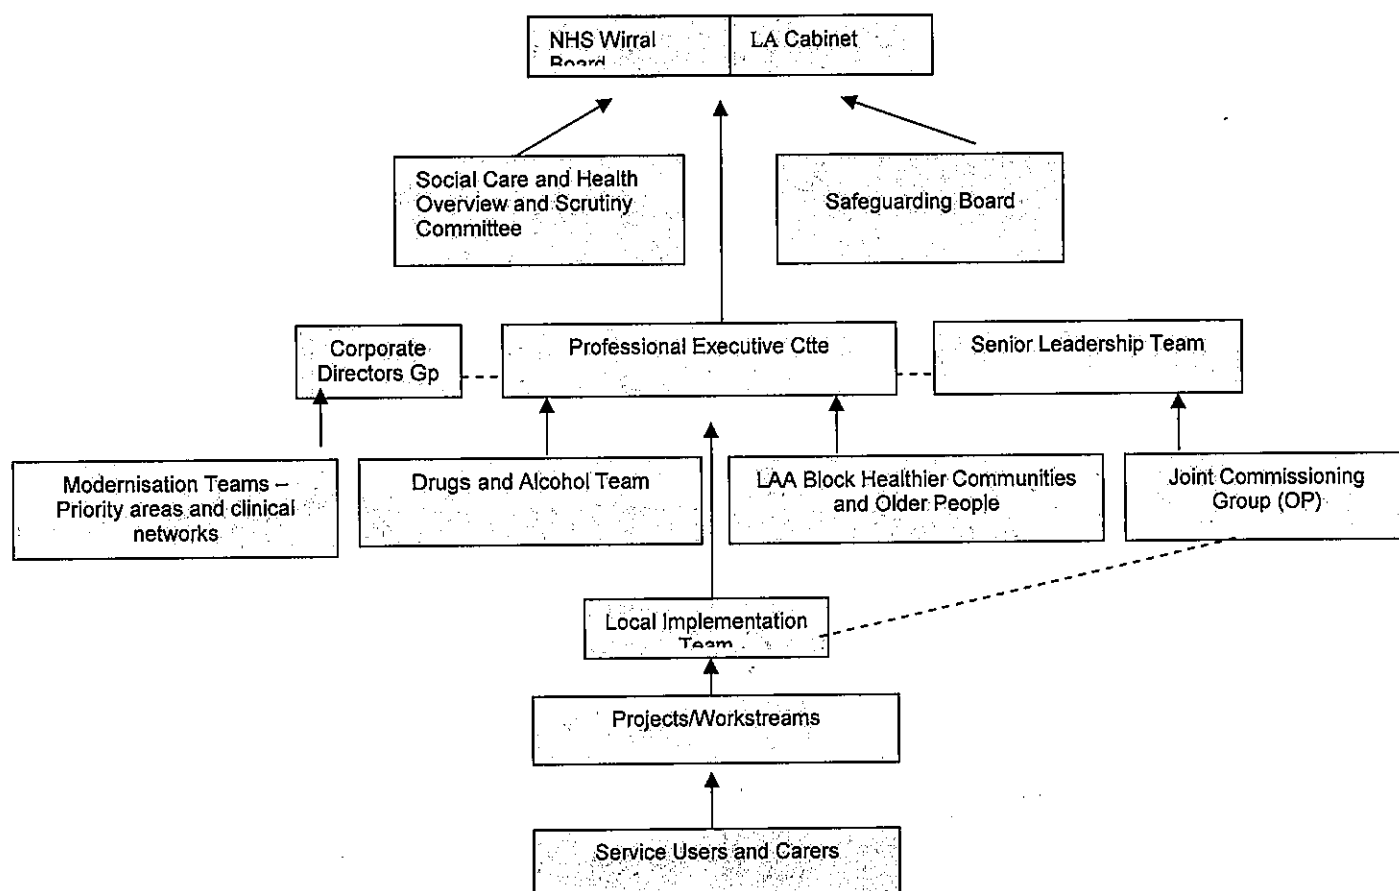 NHS Wirral
Board
LA Cabinet
Social Care and Health
Overview and Scrutiny
Committee
Safeguarding Board
Corporate
Directors Gp
Professional Executive Ctte
Senior Leadership Team
Modernisation Teams –
Priority areas and clinical
networks
Drugs and Alcohol Team
LAA Block Healthier Communities
and Older People
Joint Commissioning
Group (OP)
Local Implementation
Team
Projects/Workstreams
Service Users and Carers